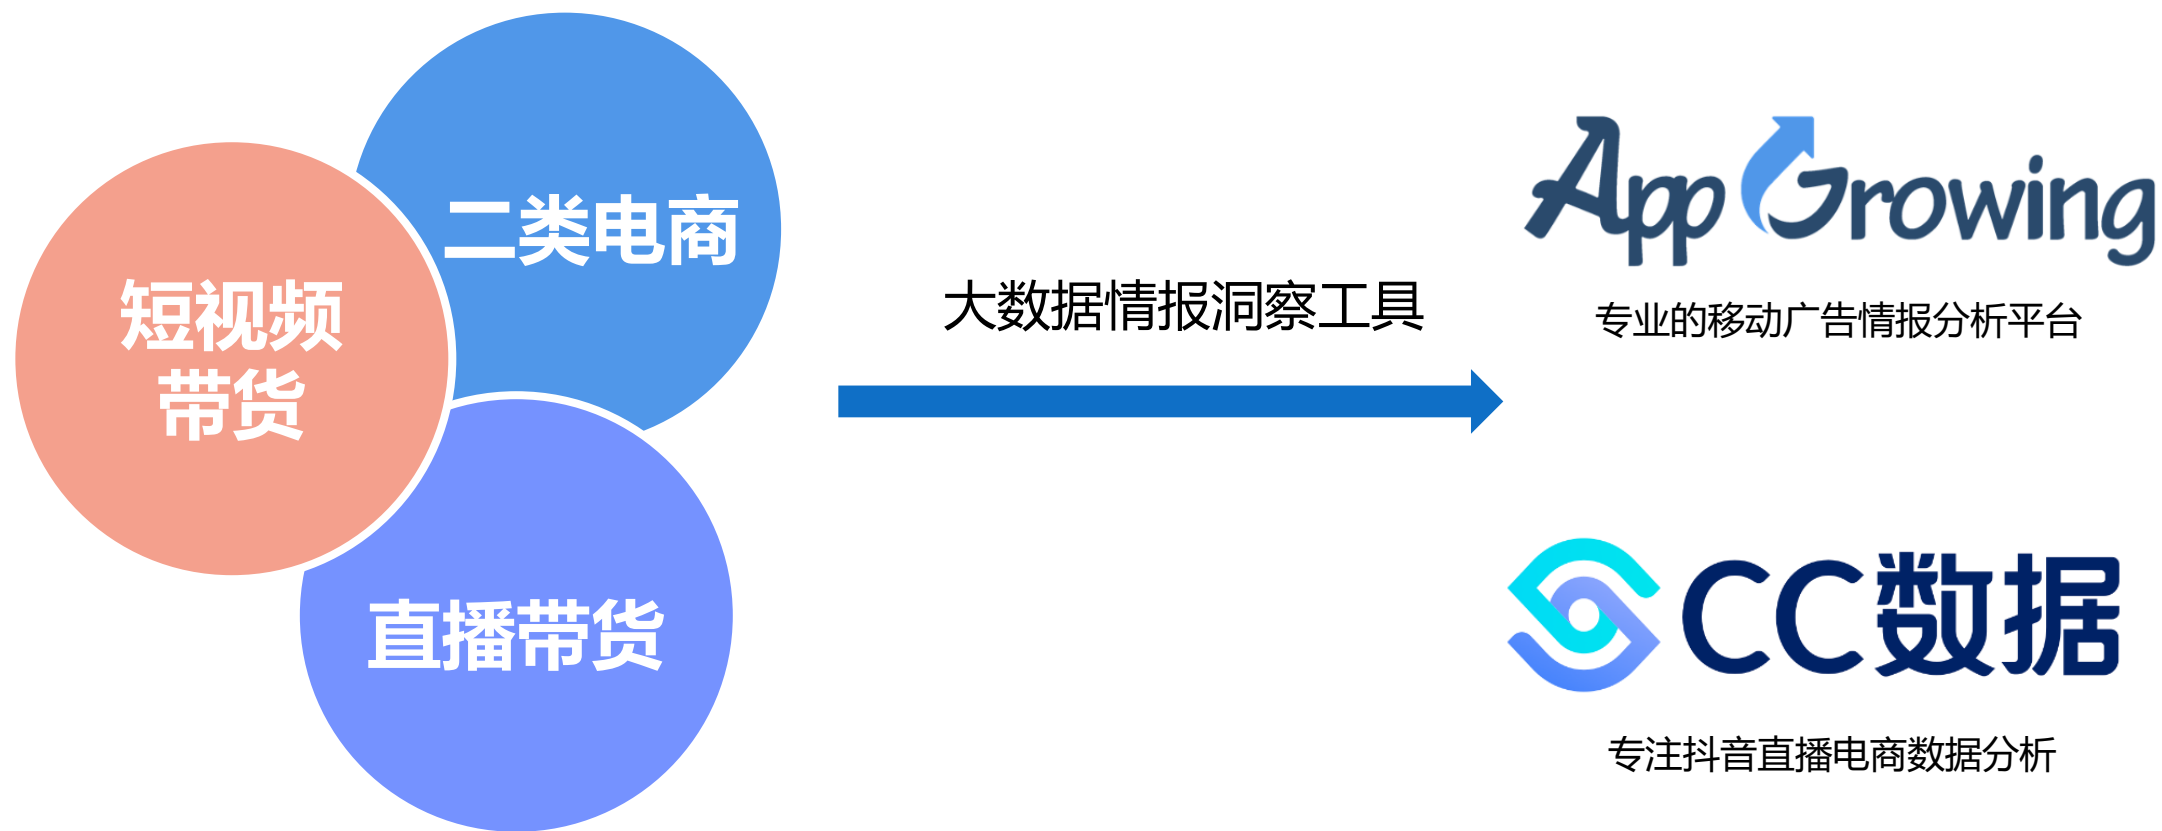 二类电商
短视频
带货
直播带货
大数据情报洞察工具
App Growing
专业的移动广告情报分析平台
CC数据
专注抖音直播电商数据分析